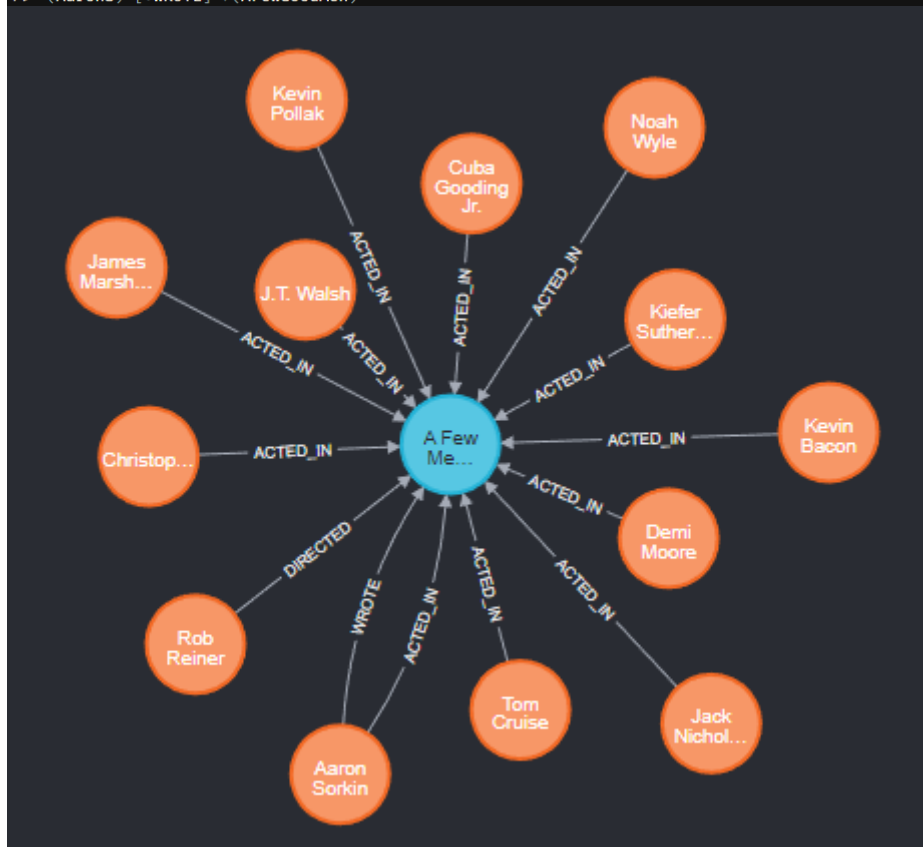 Kevin
Pollak
Noah
Wyle
Cuba
Gooding
Jr.
ACTED_IN
ACTED_IN
ACTED_IN
James
Marsh...
J.T. Walsh
Kiefer
Suther...
ACTED_IN
ACTED_IN
ACTED_IN
A Few
Me...
Kevin
Bacon
ACTED_IN
Christop...
ACTED_IN
ACTED_IN
Demi
Moore
DIRECTED
WROTE
ACTED_IN
ACTED_IN
ACTED_IN
Rob
Reiner
Tom
Cruise
Jack
Nichol...
Aaron
Sorkin